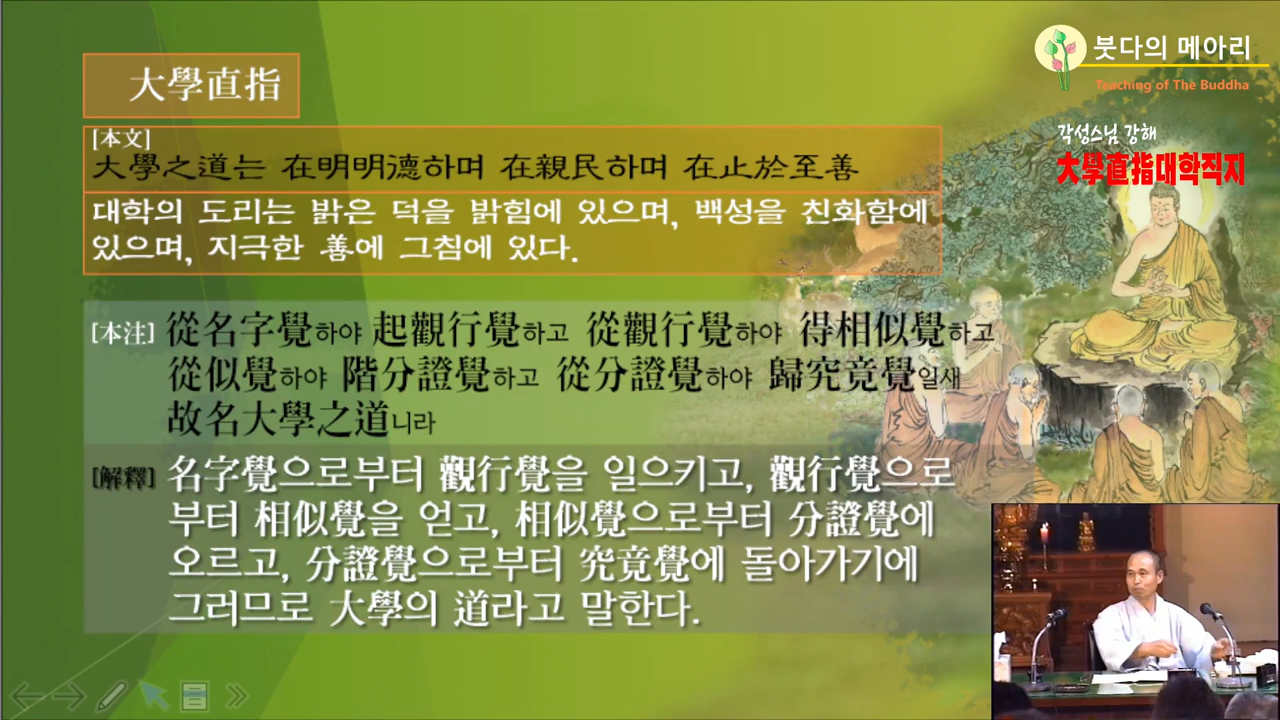 大學直指
[本文]
大學之道는 在明明德하며 在親民하며 在止於至善
대학의 도리는 밝은 덕을 밝힘에 있으며, 백성을 친화함에
있으며, 지극한 善에 그침에 있다.
[本注] 從名字覺하야 起觀行覺하고 從觀行覺하야 得相似覺하고
從似覺하야 階分證覺하고 從分證覺하야 歸究竟覺일새
故名大學之道니라
[解釋] 名字覺으로부터 觀行覺을 일으키고, 觀行覺으로
부터 相似覺을 얻고, 相似覺으로부터 分證覺에
오르고, 分證覺으로부터 究竟覺에 돌아가기에
그러므로 大學의 道라고 말한다.
붓다의 메아리
Teaching of The Buddha
각성스님 강해
大學直指대학직지